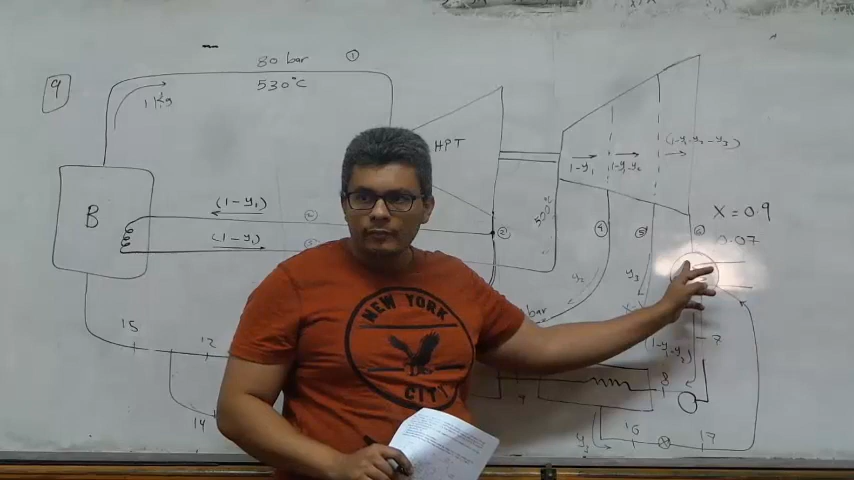 9
80 bar
①
530°C
1 kg
HPT
B
(1-y₁)
②
(1-y₁)
③
②
1-y₁
1-y₁-y₂
(1-y₁-y₂-y₃)
X = 0.9
0.07
④
⑤
⑥
y₂
y₃
bar
7
8
15
12
14
16
17
NEW YORK
CITY